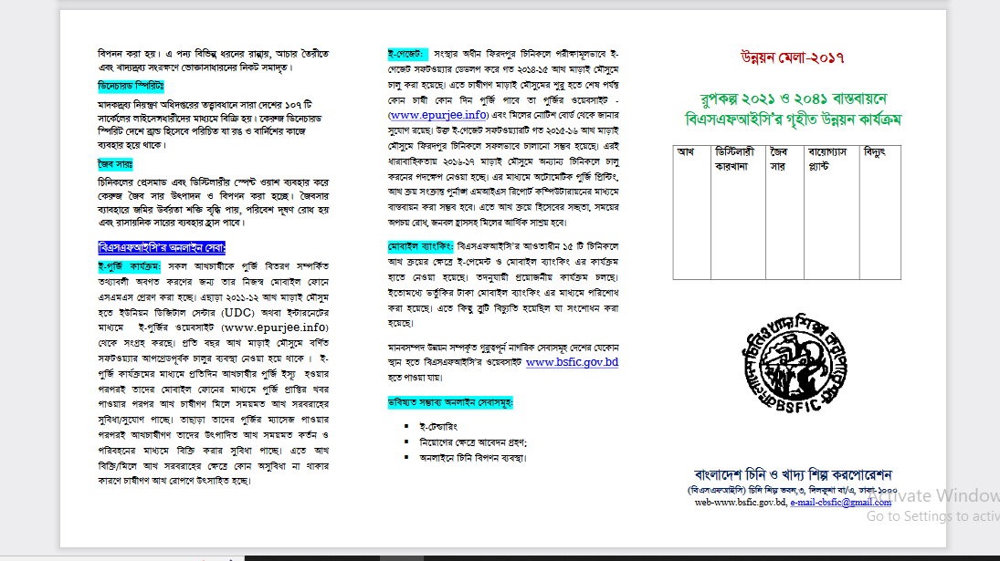 বিপনন করা হয়। এ পন্য বিভিন্ন ধরনের রান্নায়, আচার তৈরীতে
এবং খাদ্যদ্রব্য সংরক্ষণে ভোক্তাসাধারনের নিকট সমাদৃত।
ডিনেচারড স্পিরিটঃ
মাদকদ্রব্য নিয়ন্ত্রণ অধিদপ্তরের তত্ত্বাবধানে সারা দেশের ১০৭ টি
সার্কেলের লাইসেন্সধারীদের মাধ্যমে বিক্রি হয়। কেরুজ ডিনেচারড
স্পিরিট দেশে ব্রান্ড হিসেবে পরিচিত যা রঙ ও বার্নিশের কাজে
ব্যবহার হয়ে থাকে।
জৈব সারঃ
চিনিকলের প্রেসমাড এবং ডিস্টিলারীর স্পেন্ট ওয়াশ ব্যবহার করে
কেরুজ জৈব সার উৎপাদন ও বিপণন করা হচ্ছে। জৈবসার
ব্যাবহারে জমির উর্বরতা শক্তি বৃদ্ধি পায়, পরিবেশ দূষণ রোধ হয়
এবং রাসায়নিক সারের ব্যবহার হ্রাস পাবে।
বিএসএফআইসি'র অনলাইন সেবা:
ই-পূর্জি কার্যক্রম: সকল আখচাষীকে পূর্জি বিতরণ সম্পর্কিত
তথ্যাবলী অবগত করণের জন্য তার নিজস্ব মোবাইল ফোনে
এসএমএস প্রেরণ করা হচ্ছে। এছাড়া ২০১১-১২ আখ মাড়াই মৌসুম
হতে ইউনিয়ন ডিজিটাল সেন্টার (UDC) অথবা ইন্টারনেটের
মাধ্যমে ই-পূর্জির ওয়েবসাইট (www.epurjee.info)
থেকে সংগ্রহ করছে। প্রতি বছর আখ মাড়াই মৌসুমে বর্ণিত
সফটওয়্যার আপগ্রেডপূর্বক চালুর ব্যবস্থা নেওয়া হয়ে থাকে । ই-
পূর্জি কার্যক্রমের মাধ্যমে প্রতিদিন আখচাষীর পূর্জি ইস্যূ হওয়ার
পরপরই তাদের মোবাইল ফোনের মাধ্যমে পূর্জি প্রাপ্তির খবর
পাওয়ার পরপর আখ চাষীগণ মিলে সময়মত আখ সরবরাহের
সুবিধা/সুযোগ পাচ্ছে। তাছাড়া তাদের পূর্জির ম্যাসেজ পাওয়ার
পরপরই আখচাষীগণ তাদের উৎপাদিত আখ সময়মত কর্তন ও
পরিবহনের মাধ্যমে বিক্রি করার সুবিধা পাচ্ছে। এতে আখ
বিক্রি/মিলে আখ সরবরাহের ক্ষেত্রে কোন অসুবিধা না থাকার
কারণে চাষীগণ আখ রোপণে উৎসাহিত হচ্ছে।
ই-গেজেট: সংস্থার অধীন ফিরদপুর চিনিকলে পরীক্ষামূলভাবে ই-
গেজেট সফটওয়্যার ডেভলপ করে গত ২০১৪-১৫ আখ মাড়াই মৌসুমে
চালু করা হয়েছে। এতে চাষীগণ মাড়াই মৌসুমের শুরু হতে শেষ পর্যন্ত
কোন চাষী কোন দিন পূর্জি পাবে তা পূর্জির ওয়েবসাইট -
(www.epurjee.info) এবং মিলের নোটিশ বোর্ড থেকে জানার
সুযোগ রয়েছ। উক্ত ই-গেজেট সফটওয়্যারটি গত ২০১৫-১৬ আখ মাড়াই
মৌসুমে ফিরদপুর চিনিকলে সফলভাবে চালানো সম্ভব হয়েছে। এরই
ধারাবাহিকতায় ২০১৬-১৭ মাড়াই মৌসুমে অন্যান্য চিনিকলে চালু
করনের পদক্ষেপ নেওয়া হচ্ছে। এর মাধ্যমে অটোমেটিক পূর্জি প্রিন্টিং,
আখ ক্রয় সংক্রান্ত পূর্নাঙ্গ এমআইএস রিপোর্ট কম্পিউটারায়নের মাধ্যমে
বাস্তবায়ন করা সম্ভব হবে। এতে আখ ক্রয়ে হিসেবের সচ্ছতা, সময়ের
অপচয় রোধ, জনবল হ্রাসসহ মিলের আর্থিক সাশ্রয় হবে।
মোবাইল ব্যাংকিং: বিএসএফআইসি'র আওতাধীন ১৫ টি চিনিকলে
আখ ক্রয়ের ক্ষেত্রে ই-পেমেন্ট ও মোবাইল ব্যাংকিং এর কার্যক্রম
হাতে নেওয়া হয়েছে। তদনুযায়ী প্রয়োজনীয় কার্যক্রম চলছে।
ইতোমধ্যে ভর্তুকির টাকা মোবাইল ব্যাংকিং এর মাধ্যমে পরিশোধ
করা হয়েছে। এতে কিছু ত্রুটি বিচ্যুতি হয়েছিল যা সংশোধন করা
হয়েছে।
মানবসম্পদ উন্নয়ন সম্পর্কৃত গুরুত্বপূর্ন নাগরিক সেবাসমূহ দেশের যেকোন
স্থান হতে বিএসএফআইসি'র ওয়েবসাইট www.bsfic.gov.bd
হতে পাওয়া যায়।
ভবিষ্যত সম্ভাব্য অনলাইন সেবাসমূহ:
▪ ই-টেন্ডারিং
▪ নিয়োগের ক্ষেত্রে আবেদন গ্রহণ;
▪ অনলাইনে চিনি বিপণন ব্যবস্থা।
উন্নয়ন মেলা-২০১৭
রুপকল্প ২০২১ ও ২০৪১ বাস্তবায়নে
বিএসএফআইসি'র গৃহীত উন্নয়ন কার্যক্রম
আখ ডিস্টিলারী জৈব বায়োগ্যাস বিদ্যুৎ
কারখানা সার প্ল্যান্ট
বাংলাদেশ চিনি ও খাদ্য শিল্প করপোরেশন
BSFIC
বাংলাদেশ চিনি ও খাদ্য শিল্প করপোরেশন
(বিএসএফআইসি) চিনি শিল্প ভবন,৩, দিলকুশা বা/এ, ঢাকা-১০০০
web-www.bsfic.gov.bd, e-mail-cbsfic@gmail.com
Activate Window
Go to Settings to activ